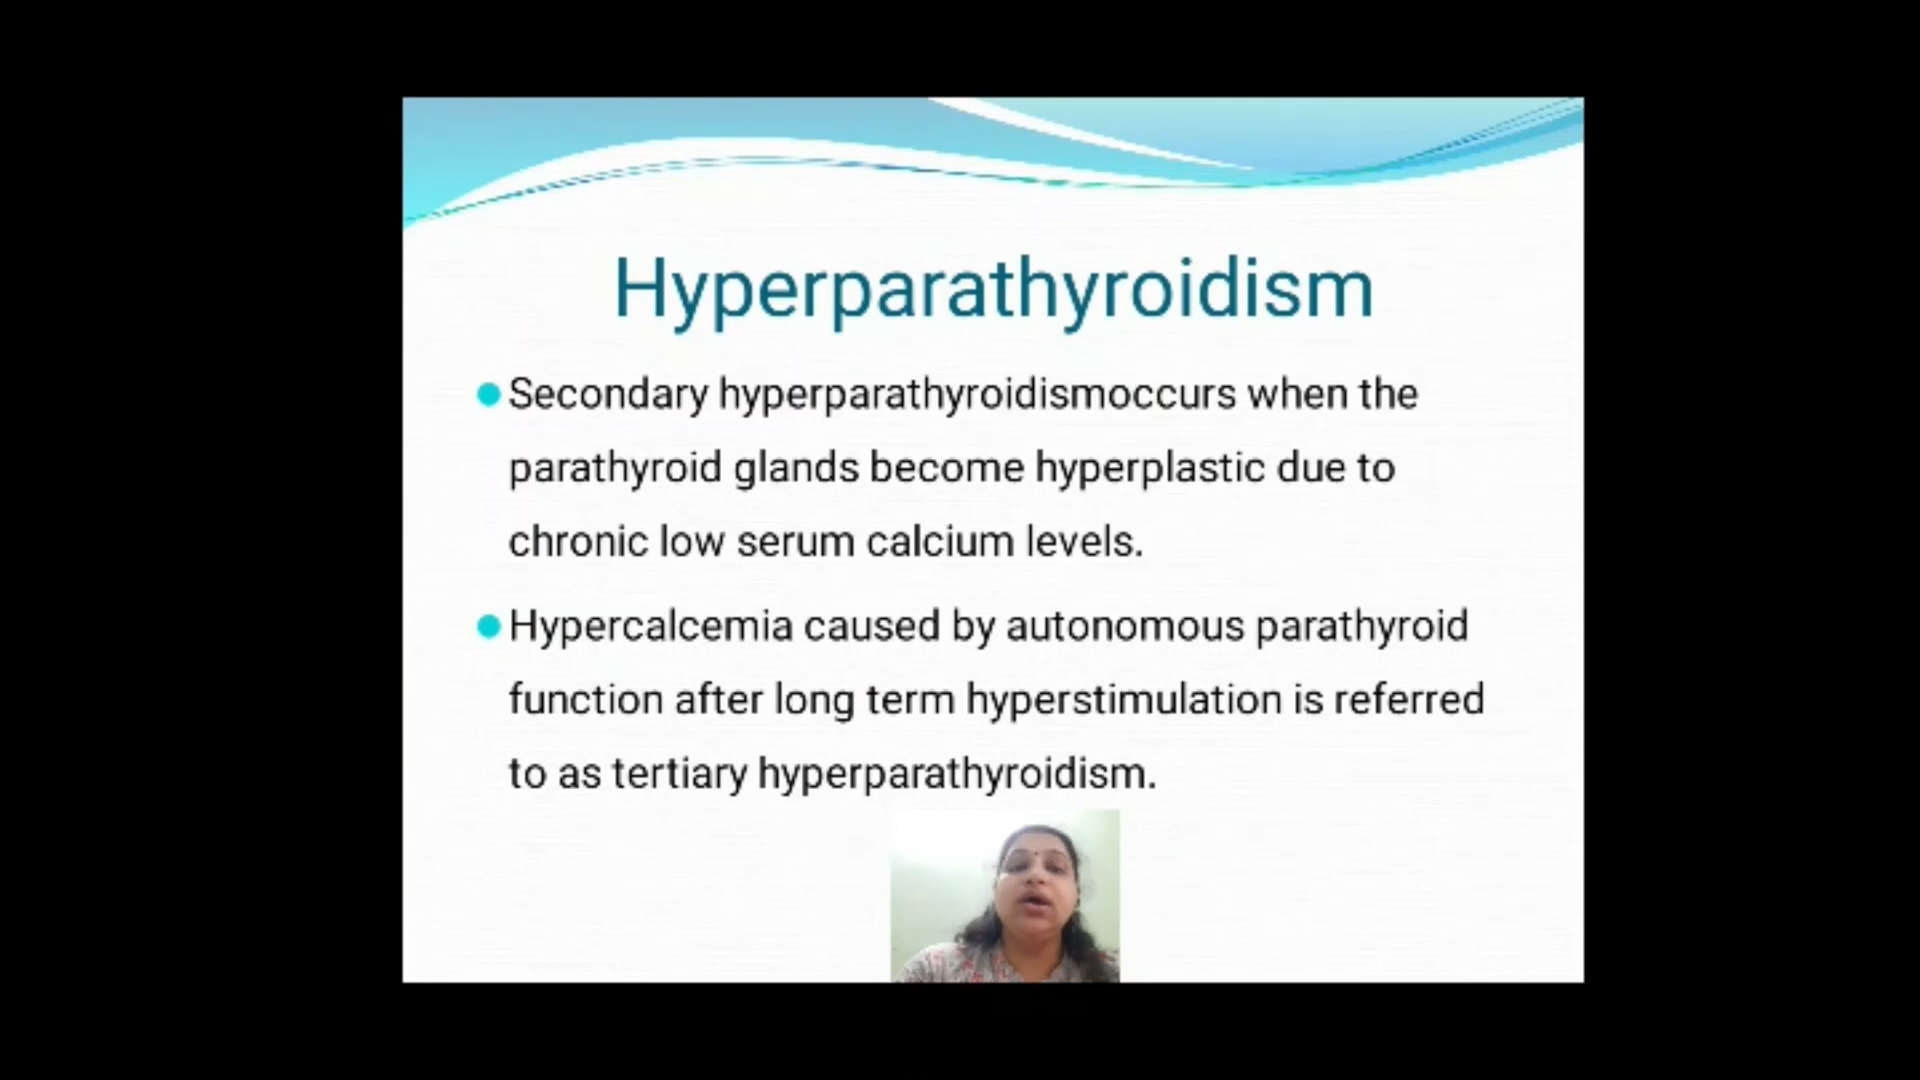 Hyperparathyroidism
Secondary hyperparathyroidismoccurs when the
parathyroid glands become hyperplastic due to
chronic low serum calcium levels.
Hypercalcemia caused by autonomous parathyroid
function after long term hyperstimulation is referred
to as tertiary hyperparathyroidism.